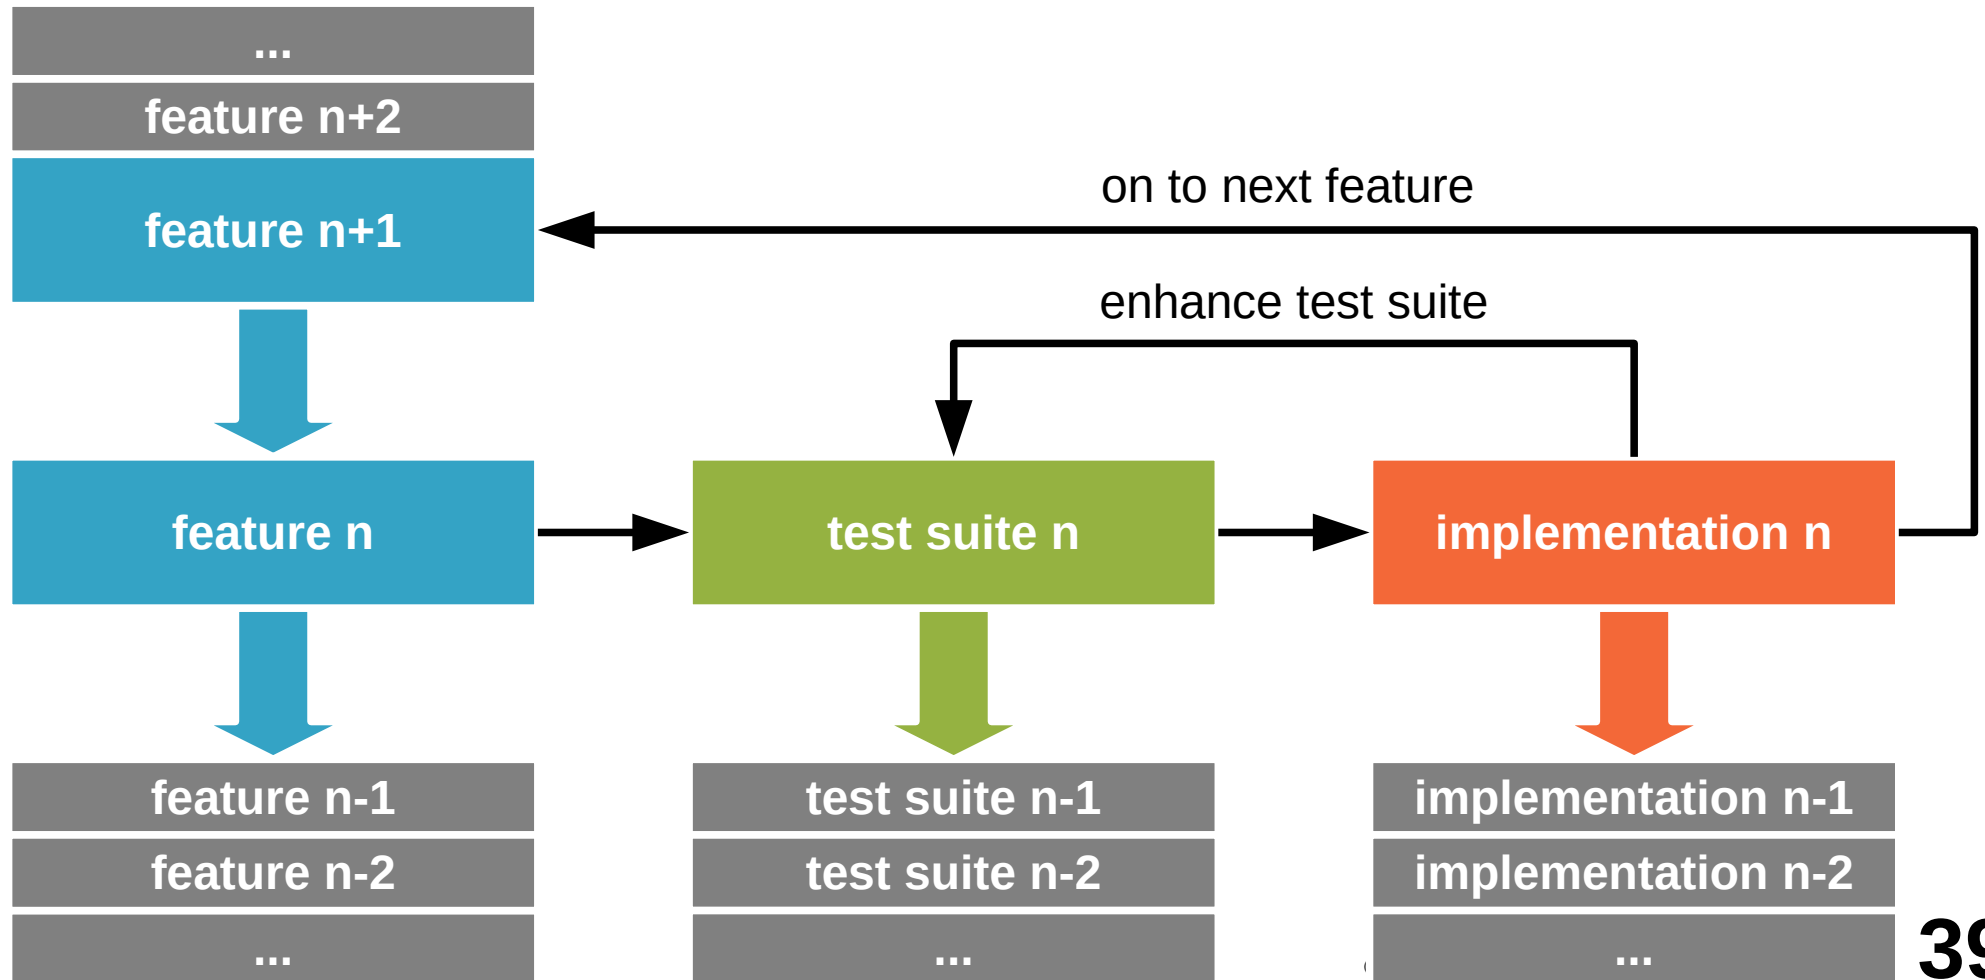 ...
feature n+2
feature n+1
on to next feature
enhance test suite
feature n
test suite n
implementation n
feature n-1
test suite n-1
implementation n-1
feature n-2
test suite n-2
implementation n-2
...
...
...
39